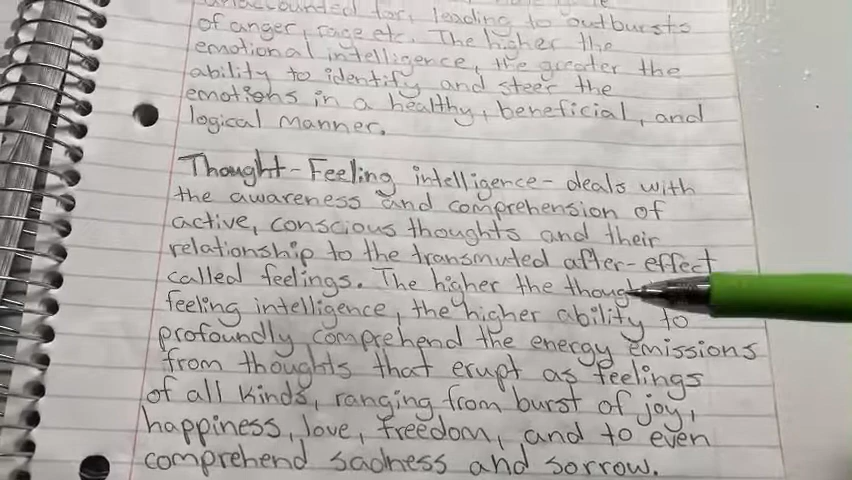 unaccounted for, leading to outbursts
of anger, rage etc. The higher the
emotional intelligence, the greater the
ability to identify and steer the
emotions in a healthy, beneficial, and
logical manner.
Thought-Feeling intelligence- deals with
the awareness and comprehension of
active, conscious thoughts and their
relationship to the transmuted after-effect
called feelings. The higher the thought
feeling intelligence, the higher ability to
profoundly comprehend the energy emissions
from thoughts that erupt as feelings
of all kinds, ranging from burst of joy,
happiness, love, freedom, and to even
comprehend sadness and sorrow.